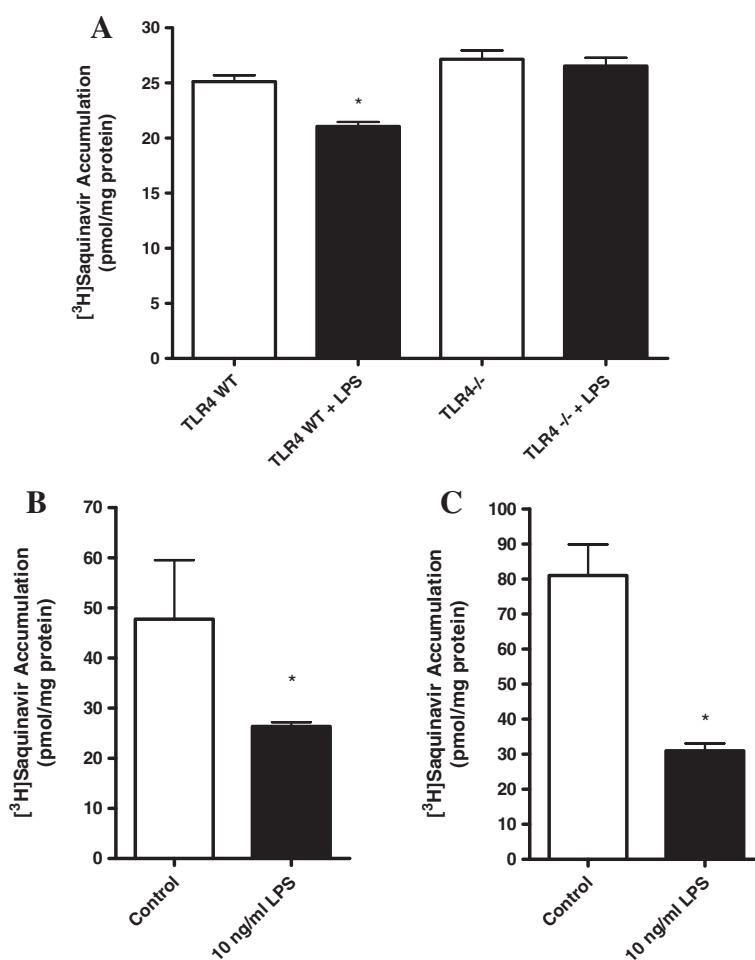 A
[³H]Saquinavir Accumulation
(pmol/mg protein)
30
25
20
15
10
5
0
*
TLR4 WT
TLR4 WT + LPS
TLR4-/-
TLR4 -/- + LPS
B
[³H]Saquinavir Accumulation
(pmol/mg protein)
70
60
50
40
30
20
10
0
*
Control
10 ng/ml LPS
C
[³H]Saquinavir Accumulation
(pmol/mg protein)
100
90
80
70
60
50
40
30
20
10
0
*
Control
10 ng/ml LPS